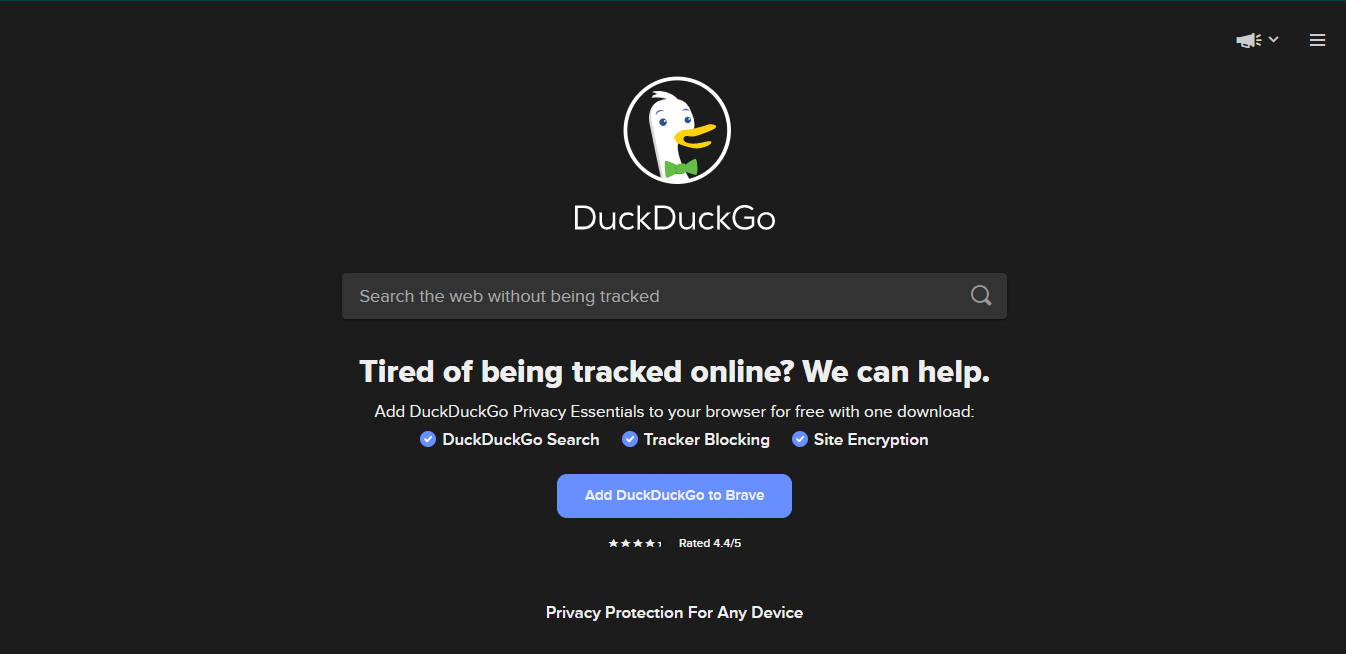 DuckDuckGo
Search the web without being tracked
Tired of being tracked online? We can help.
Add DuckDuckGo Privacy Essentials to your browser for free with one download:
DuckDuckGo Search Tracker Blocking Site Encryption
Add DuckDuckGo to Brave
Rated 4.4/5
Privacy Protection For Any Device